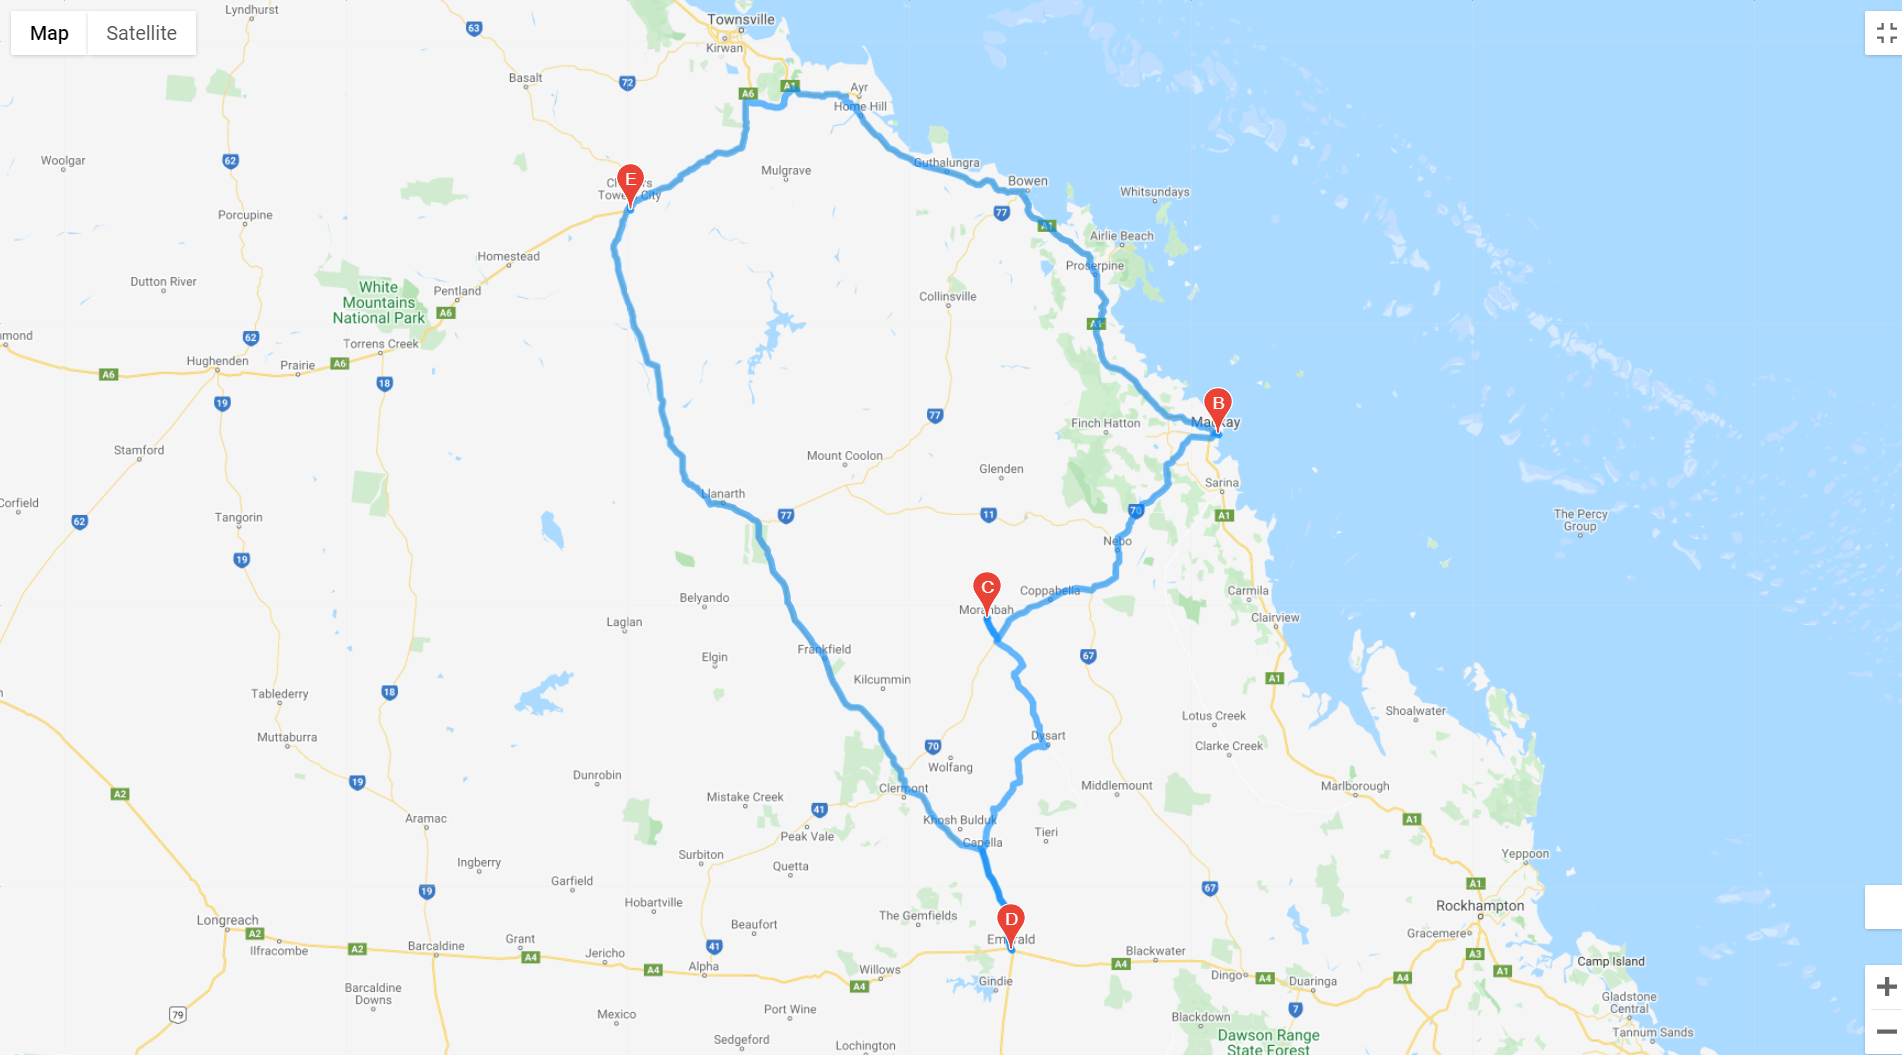 Map
Satellite
Lyndhurst
63
Townsville
Kirwan
Basalt
72
A6
A1
Ayr
Home Hill
Woolgar
62
Mulgrave
Guthalungra
E
Towers City
Bowen
77
Whitsundays
Porcupine
A1
Airlie Beach
Homestead
Proserpine
Dutton River
White
Mountains
National Park
Pentland
A6
Collinsville
A1
mmond
62
Torrens Creek
Hughenden
Prairie
A6
A6
18
19
77
B
Mackay
Finch Hatton
Stamford
Mount Coolon
Glenden
Sarina
Corfield
62
Tangorin
Llanarth
77
11
70
A1
The Percy
Group
Nebo
19
C
Moranbah
Coppabella
Carmila
Belyando
Clairview
Laglan
Frankfield
Elgin
67
Kilcummin
A1
Tablederry
18
Shoalwater
Lotus Creek
Muttaburra
70
Dysart
Clarke Creek
Wolfang
Dunrobin
19
Clermont
Middlemount
Marlborough
A2
Mistake Creek
41
Aramac
Khosh Bulduk
A1
Peak Vale
Tieri
Capella
Surbiton
Yeppoon
Ingberry
Quetta
Garfield
19
67
A1
Hobartville
Rockhampton
Longreach
The Gemfields
D
Beaufort
A2
Gracemere
Ilfracombe
A2
Barcaldine
Grant
41
Emerald
Blackwater
A3
A4
Jericho
A4
Alpha
Willows
A4
A4
Dingo
A4
A4
A1
Camp Island
Gindie
Duaringa
Barcaldine
Downs
79
Port Wine
7
Gladstone
Central
Mexico
Blackdown
Tannum Sands
Sedgeford
Lochington
Dawson Range
State Forest